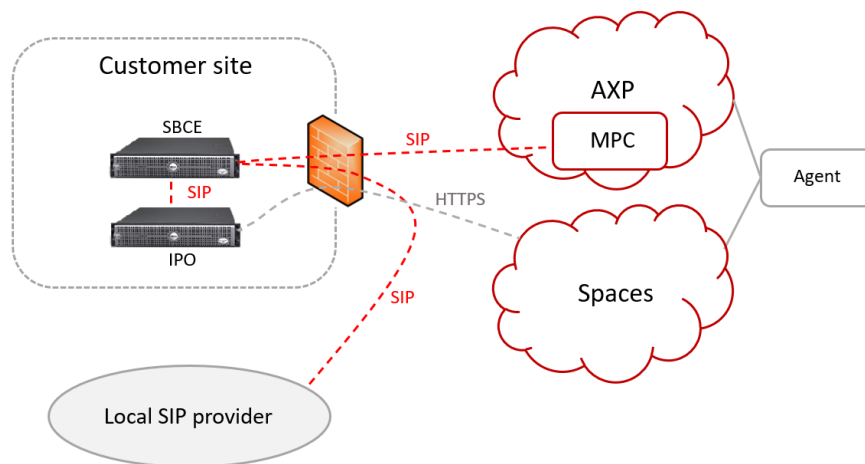 Customer site
SBCE
SIP
IPO
SIP
AXP
MPC
HTTPS
Agent
Spaces
SIP
Local SIP provider